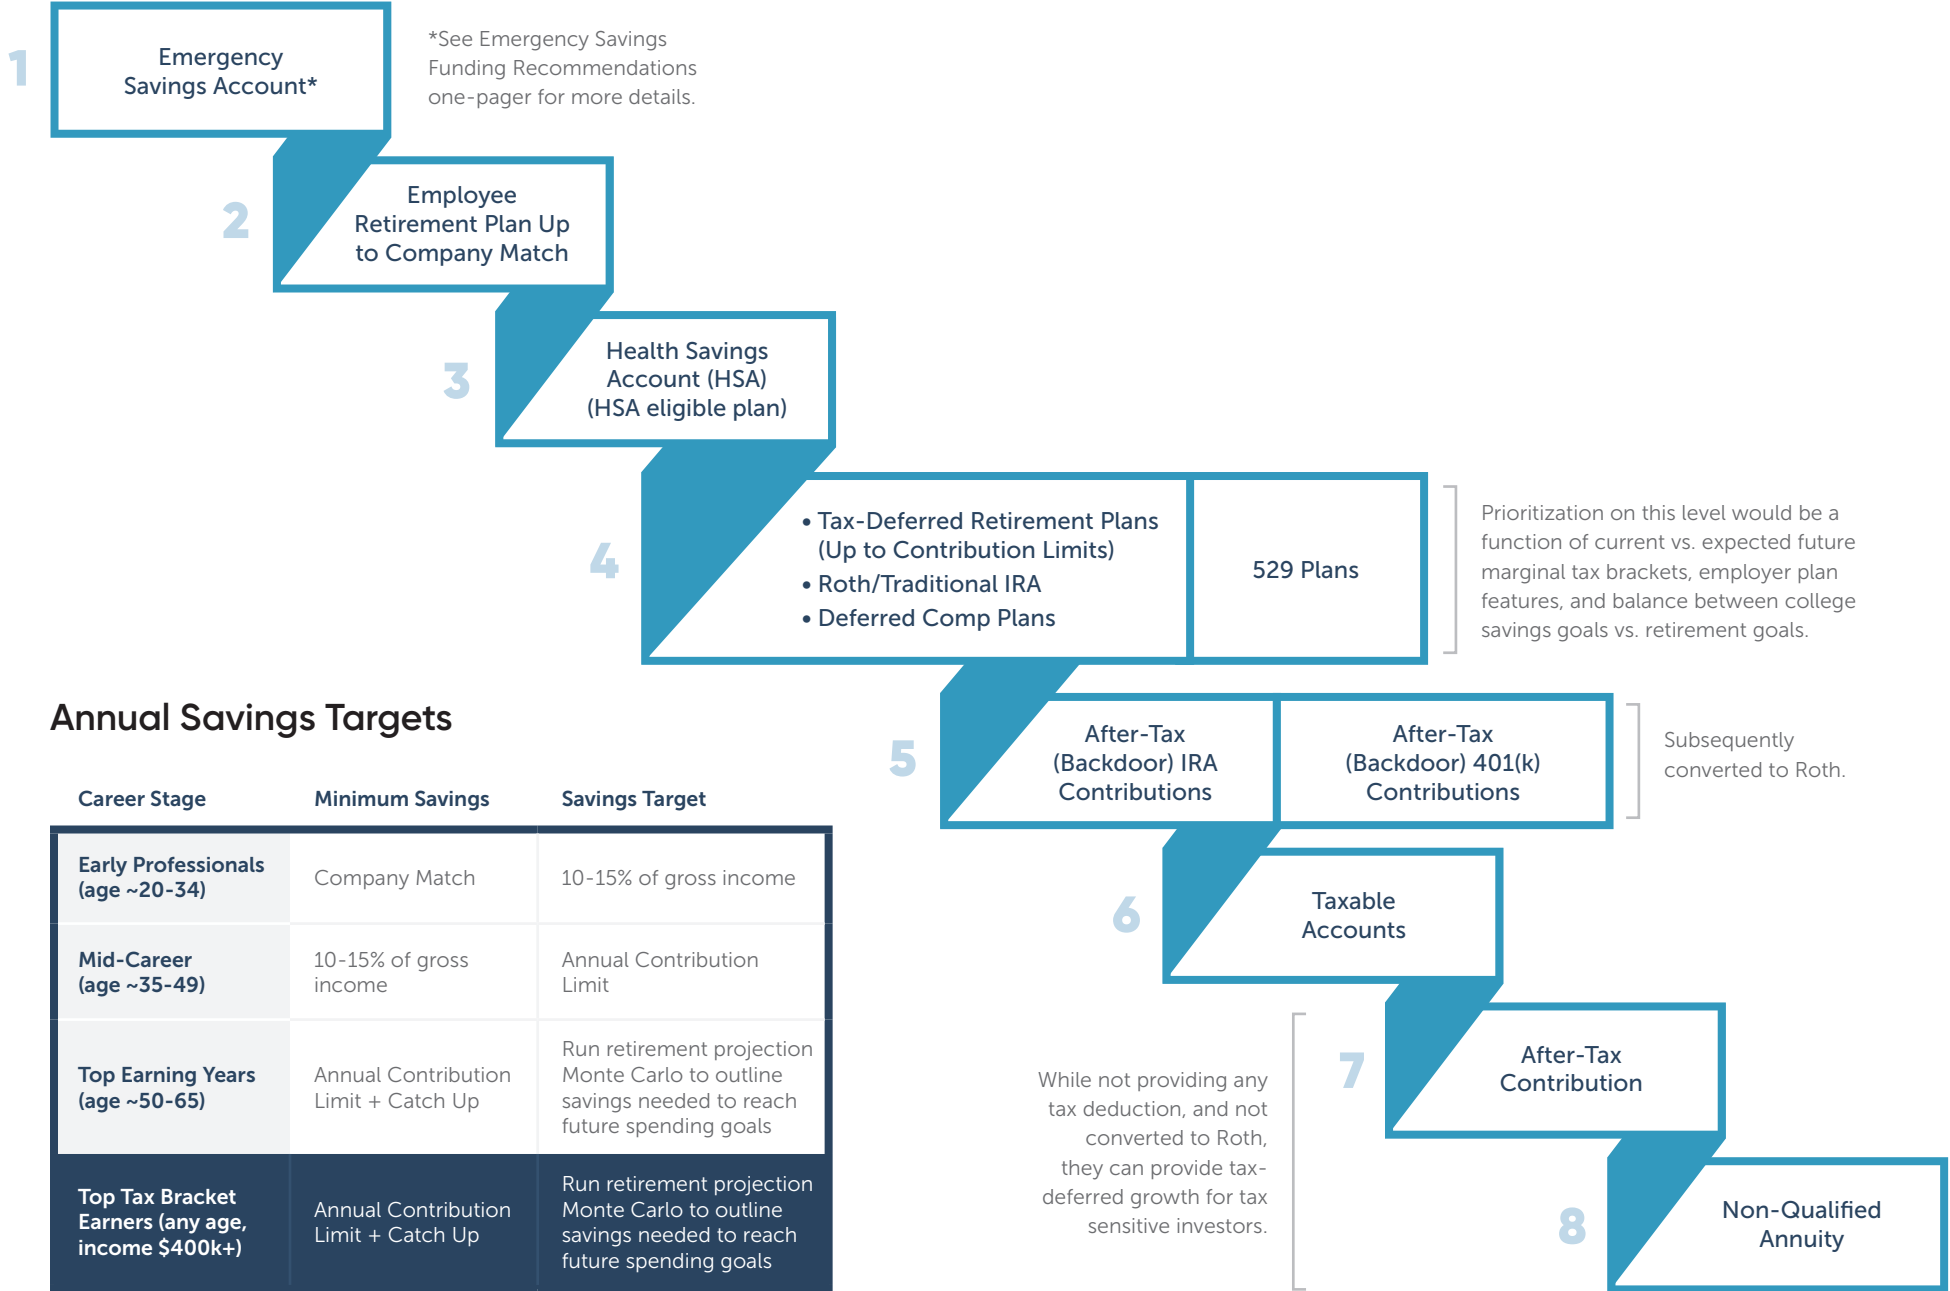 1
Emergency
Savings Account*
*See Emergency Savings
Funding Recommendations
one-pager for more details.
2
Employee
Retirement Plan Up
to Company Match
3
Health Savings
Account (HSA)
(HSA eligible plan)
4
• Tax-Deferred Retirement Plans
(Up to Contribution Limits)
• Roth/Traditional IRA
• Deferred Comp Plans
529 Plans
Prioritization on this level would be a
function of current vs. expected future
marginal tax brackets, employer plan
features, and balance between college
savings goals vs. retirement goals.
5
After-Tax
(Backdoor) IRA
Contributions
After-Tax
(Backdoor) 401(k)
Contributions
Subsequently
converted to Roth.
6
Taxable
Accounts
7
After-Tax
Contribution
While not providing any
tax deduction, and not
converted to Roth,
they can provide tax-
deferred growth for tax
sensitive investors.
8
Non-Qualified
Annuity
Annual Savings Targets
Career Stage
Minimum Savings
Savings Target
Early Professionals
(age ~20-34)
Company Match
10-15% of gross income
Mid-Career
(age ~35-49)
10-15% of gross
income
Annual Contribution
Limit
Top Earning Years
(age ~50-65)
Annual Contribution
Limit + Catch Up
Run retirement projection
Monte Carlo to outline
savings needed to reach
future spending goals
Top Tax Bracket
Earners (any age,
income $400k+)
Annual Contribution
Limit + Catch Up
Run retirement projection
Monte Carlo to outline
savings needed to reach
future spending goals